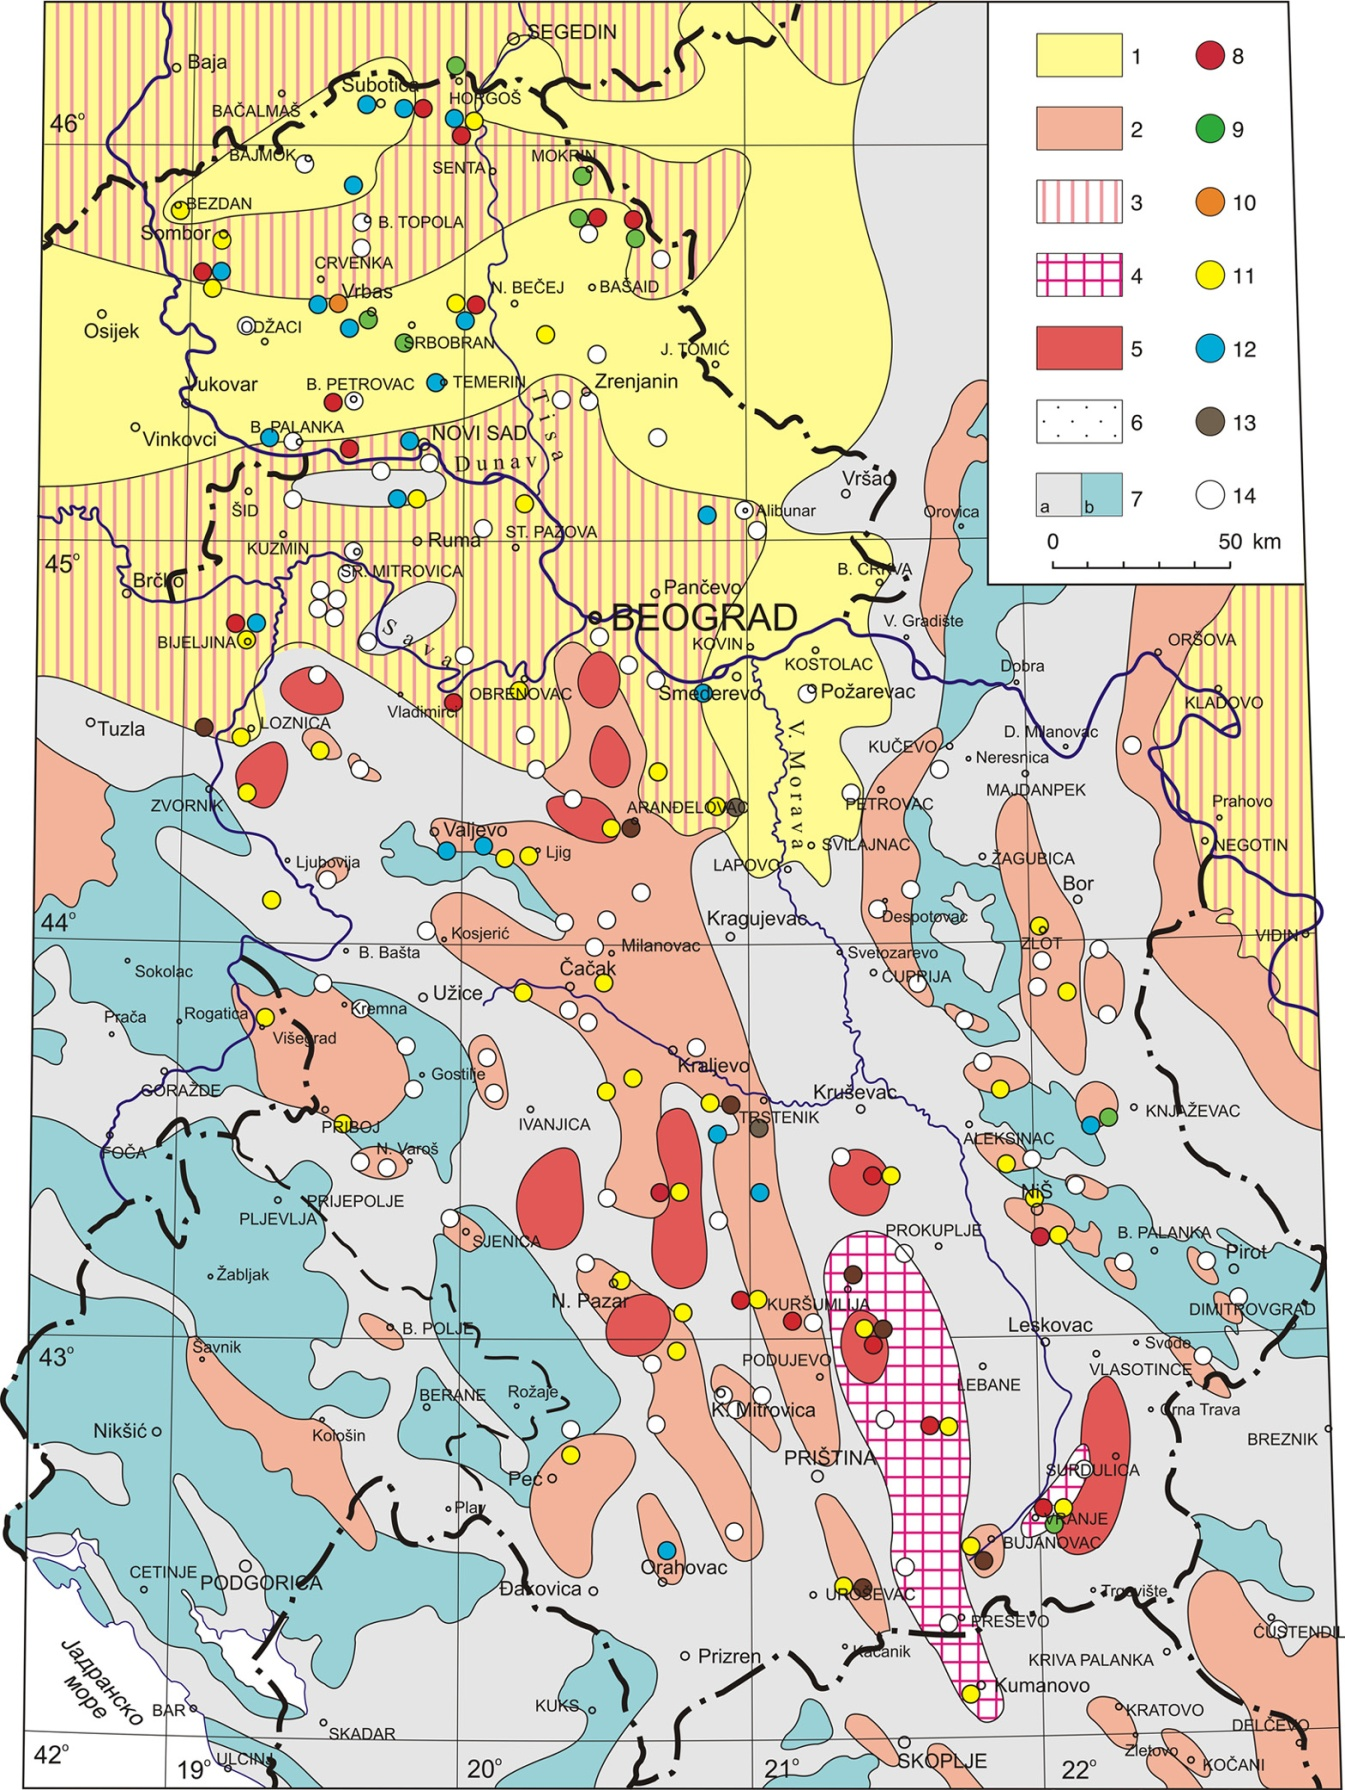 SEGEDIN
Baja
Subotica
HORGOŠ
BAČALMAŠ
46°
BAJMOK
SENTA
MOKRIN
BEZDAN
Sombor
B. TOPOLA
CRVENKA
Vrbas
N. BEČEJ
BAŠAID
Osijek
ODŽACI
SRBOBRAN
J. TOMIĆ
Vukovar
B. PETROVAC
TEMERIN
Zrenjanin
Vinkovci
B. PALANKA
NOVI SAD
Tisa
Dunav
Vršac
ŠID
Alibunar
Orovica
KUZMIN
Ruma
ST. PAZOVA
45°
Brčko
SR. MITROVICA
Pančevo
B. CRKVA
BEOGRAD
V. Gradište
BIJELJINA
Sava
KOVIN
KOSTOLAC
ORŠOVA
Dobra
OBRENOVAC
Smederevo
Požarevac
KLADOVO
Vladimirci
Tuzla
LOZNICA
V. Morava
D. Milanovac
KUČEVO
Neresnica
MAJDANPEK
ZVORNIK
ARANĐELOVAC
PETROVAC
Prahovo
Valjevo
Ljig
SVILAJNAC
NEGOTIN
Ljubovija
LAPOVO
ŽAGUBICA
Bor
44°
Kragujevac
Despotovac
Kosjerić
Milanovac
ZLOT
VIDIN
B. Bašta
Svetozarevo
Sokolac
Čačak
ĆUPRIJA
Užice
Prača
Rogatica
Kremna
Višegrad
Kraljevo
Gostilje
GORAŽDE
Kruševac
TRSTENIK
KNJAŽEVAC
PRIBOJ
IVANJICA
ALEKSINAC
FOČA
N. Varoš
NiŠ
PRIJEPOLJE
PLJEVLJA
SJENICA
PROKUPLJE
B. PALANKA
Pirot
Žabljak
N. Pazar
KURŠUMLIJA
DIMITROVGRAD
B. POLJE
Leskovac
43°
Šavnik
PODUJEVO
Svođe
VLASOTINCE
BERANE
Rožaje
LEBANE
K. Mitrovica
Crna Trava
Nikšić
Kološin
BREZNIK
PRIŠTINA
Peć
SURDULICA
Plav
VRANJE
BUJANOVAC
CETINJE
PODGORICA
Orahovac
Đakovica
UROŠEVAC
Trgovište
PREŠEVO
ĆUSTENDIL
Јадранско
море
Prizren
Kačanik
KRIVA PALANKA
Kumanovo
BAR
KUKS
KRATOVO
SKADAR
DELČEVO
Zletovo
42°
ULCINJ
SKOPLJE
KOČANI
19°
20°
21°
22°
1
8
2
9
3
10
4
11
5
12
6
13
a
b
7
14
0
50 km